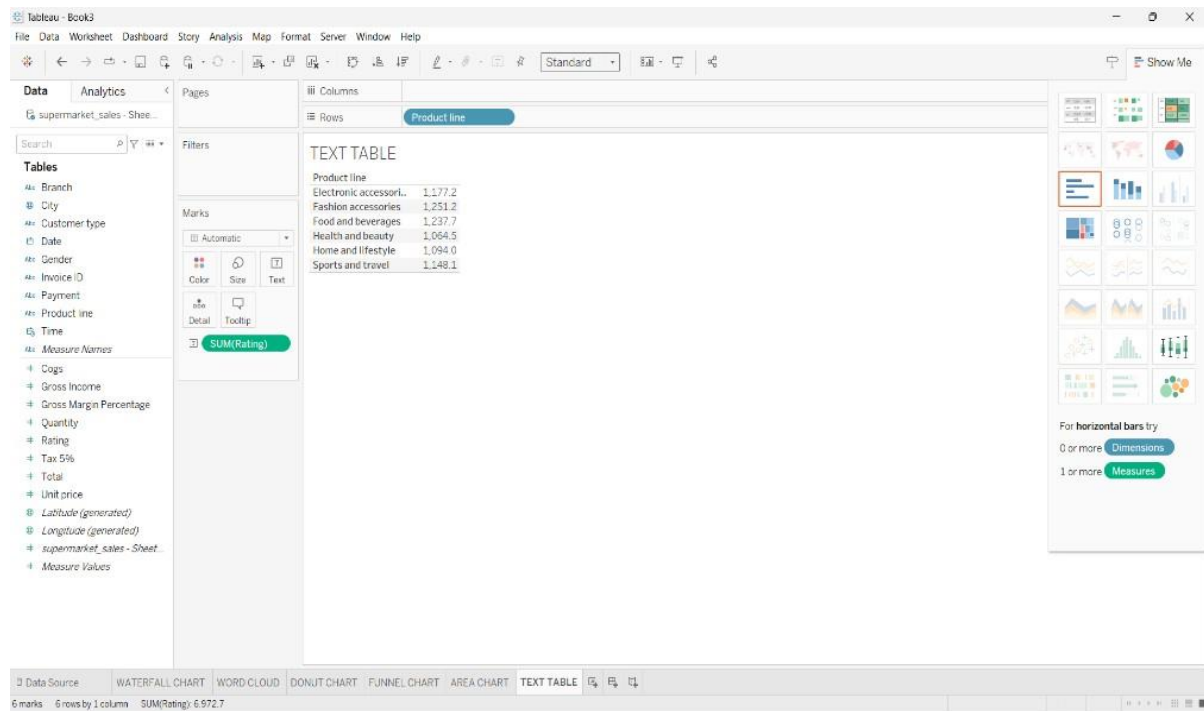 Tableau - Book3
File Data Worksheet Dashboard Story Analysis Map Format Server Window Help
Standard
Show Me
Data Analytics
supermarket_sales - Shee...
Search
Tables
Abc Branch
City
Abc Customer type
Date
Abc Gender
Abc Invoice ID
Abc Payment
Abc Product line
Time
Abc Measure Names
Cogs
Gross Income
Gross Margin Percentage
Quantity
Rating
Tax 5%
Total
Unit price
Latitude (generated)
Longitude (generated)
supermarket_sales - Sheet...
Measure Values
Pages
Filters
Marks
Automatic
Color Size Text
Detail Tooltip
SUM(Rating)
Columns
Rows Product line
TEXT TABLE
Product line
Electronic accessori.. 1,177.2
Fashion accessories 1,251.2
Food and beverages 1,237.7
Health and beauty 1,064.5
Home and lifestyle 1,094.0
Sports and travel 1,148.1
For horizontal bars try
0 or more Dimensions
1 or more Measures
Data Source WATERFALL CHART WORD CLOUD DONUT CHART FUNNEL CHART AREA CHART TEXT TABLE
6 marks 6 rows by 1 column SUM(Rating): 6,972.7